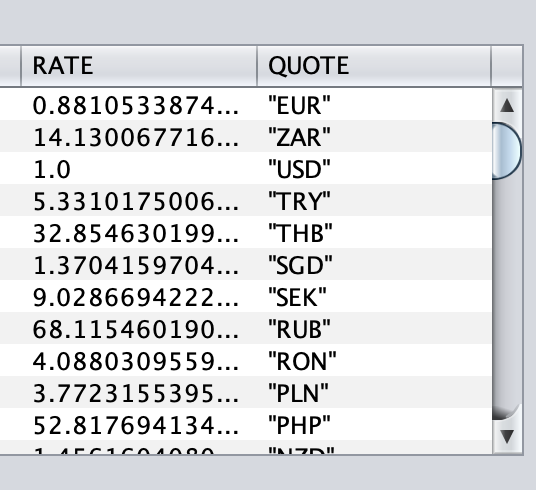 RATE QUOTE
0.8810533874... "EUR"
14.130067716... "ZAR"
1.0 "USD"
5.3310175006... "TRY"
32.854630199... "THB"
1.3704159704... "SGD"
9.0286694222... "SEK"
68.115460190... "RUB"
4.0880309559... "RON"
3.7723155395... "PLN"
52.817694134... "PHP"
"NZD"